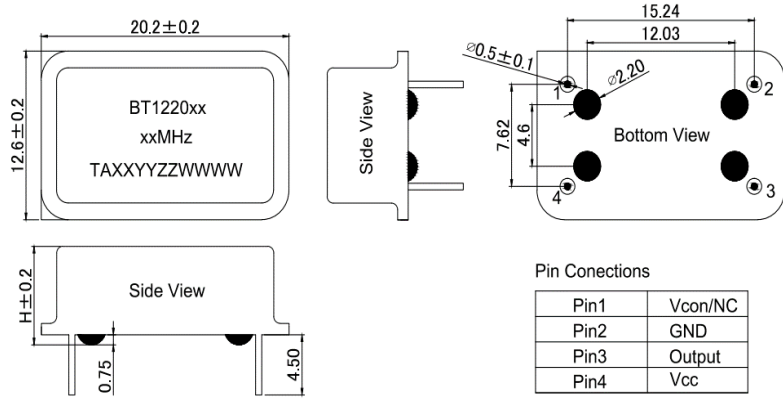 20.2±0.2
12.6±0.2
BT1220xx
xxMHz
TAXXYYZZWWWW
Side View
15.24
12.03
⌀0.5±0.1
⌀2.20
1
2
7.62
4.6
Bottom View
4
3
H±0.2
Side View
0.75
4.50
Pin Conections
Pin1 Vcon/NC
Pin2 GND
Pin3 Output
Pin4 Vcc